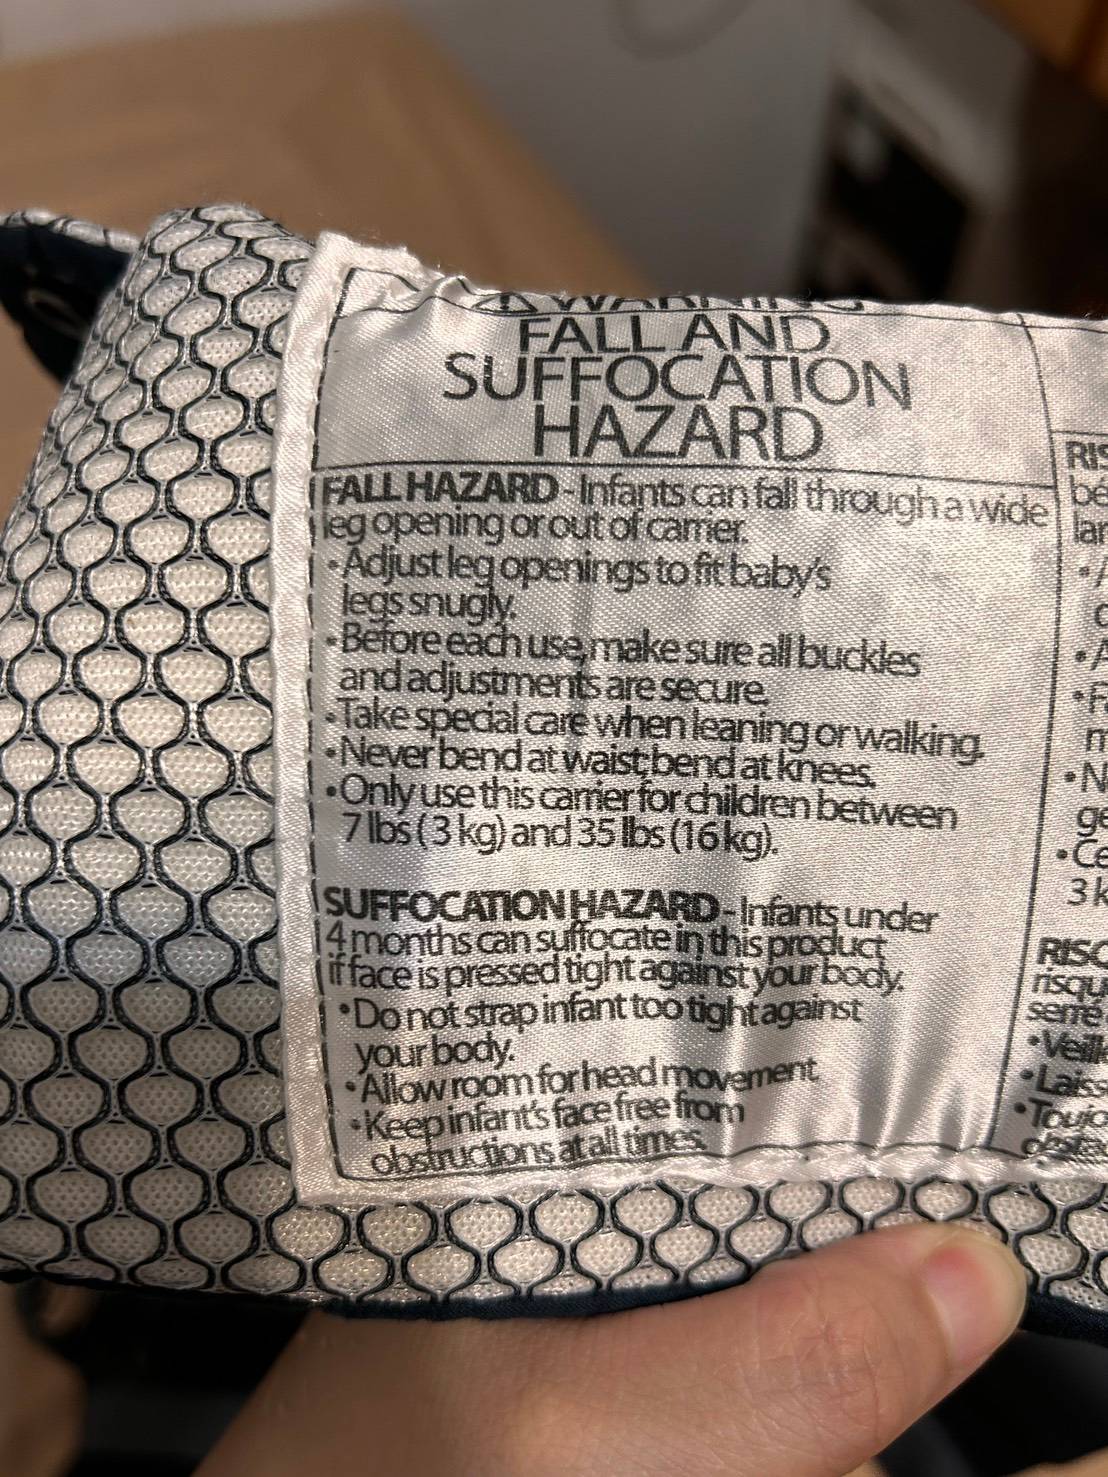 ⚠ WARNING
FALL AND
SUFFOCATION
HAZARD
FALL HAZARD - Infants can fall through a wide
leg opening or out of carrier.
• Adjust leg openings to fit baby's
legs snugly.
• Before each use, make sure all buckles
and adjustments are secure.
• Take special care when leaning or walking.
• Never bend at waist; bend at knees.
• Only use this carrier for children between
7 lbs (3 kg) and 35 lbs (16 kg).
SUFFOCATION HAZARD - Infants under
4 months can suffocate in this product
if face is pressed tight against your body.
• Do not strap infant too tight against
your body.
• Allow room for head movement
• Keep infant's face free from
obstructions at all times.